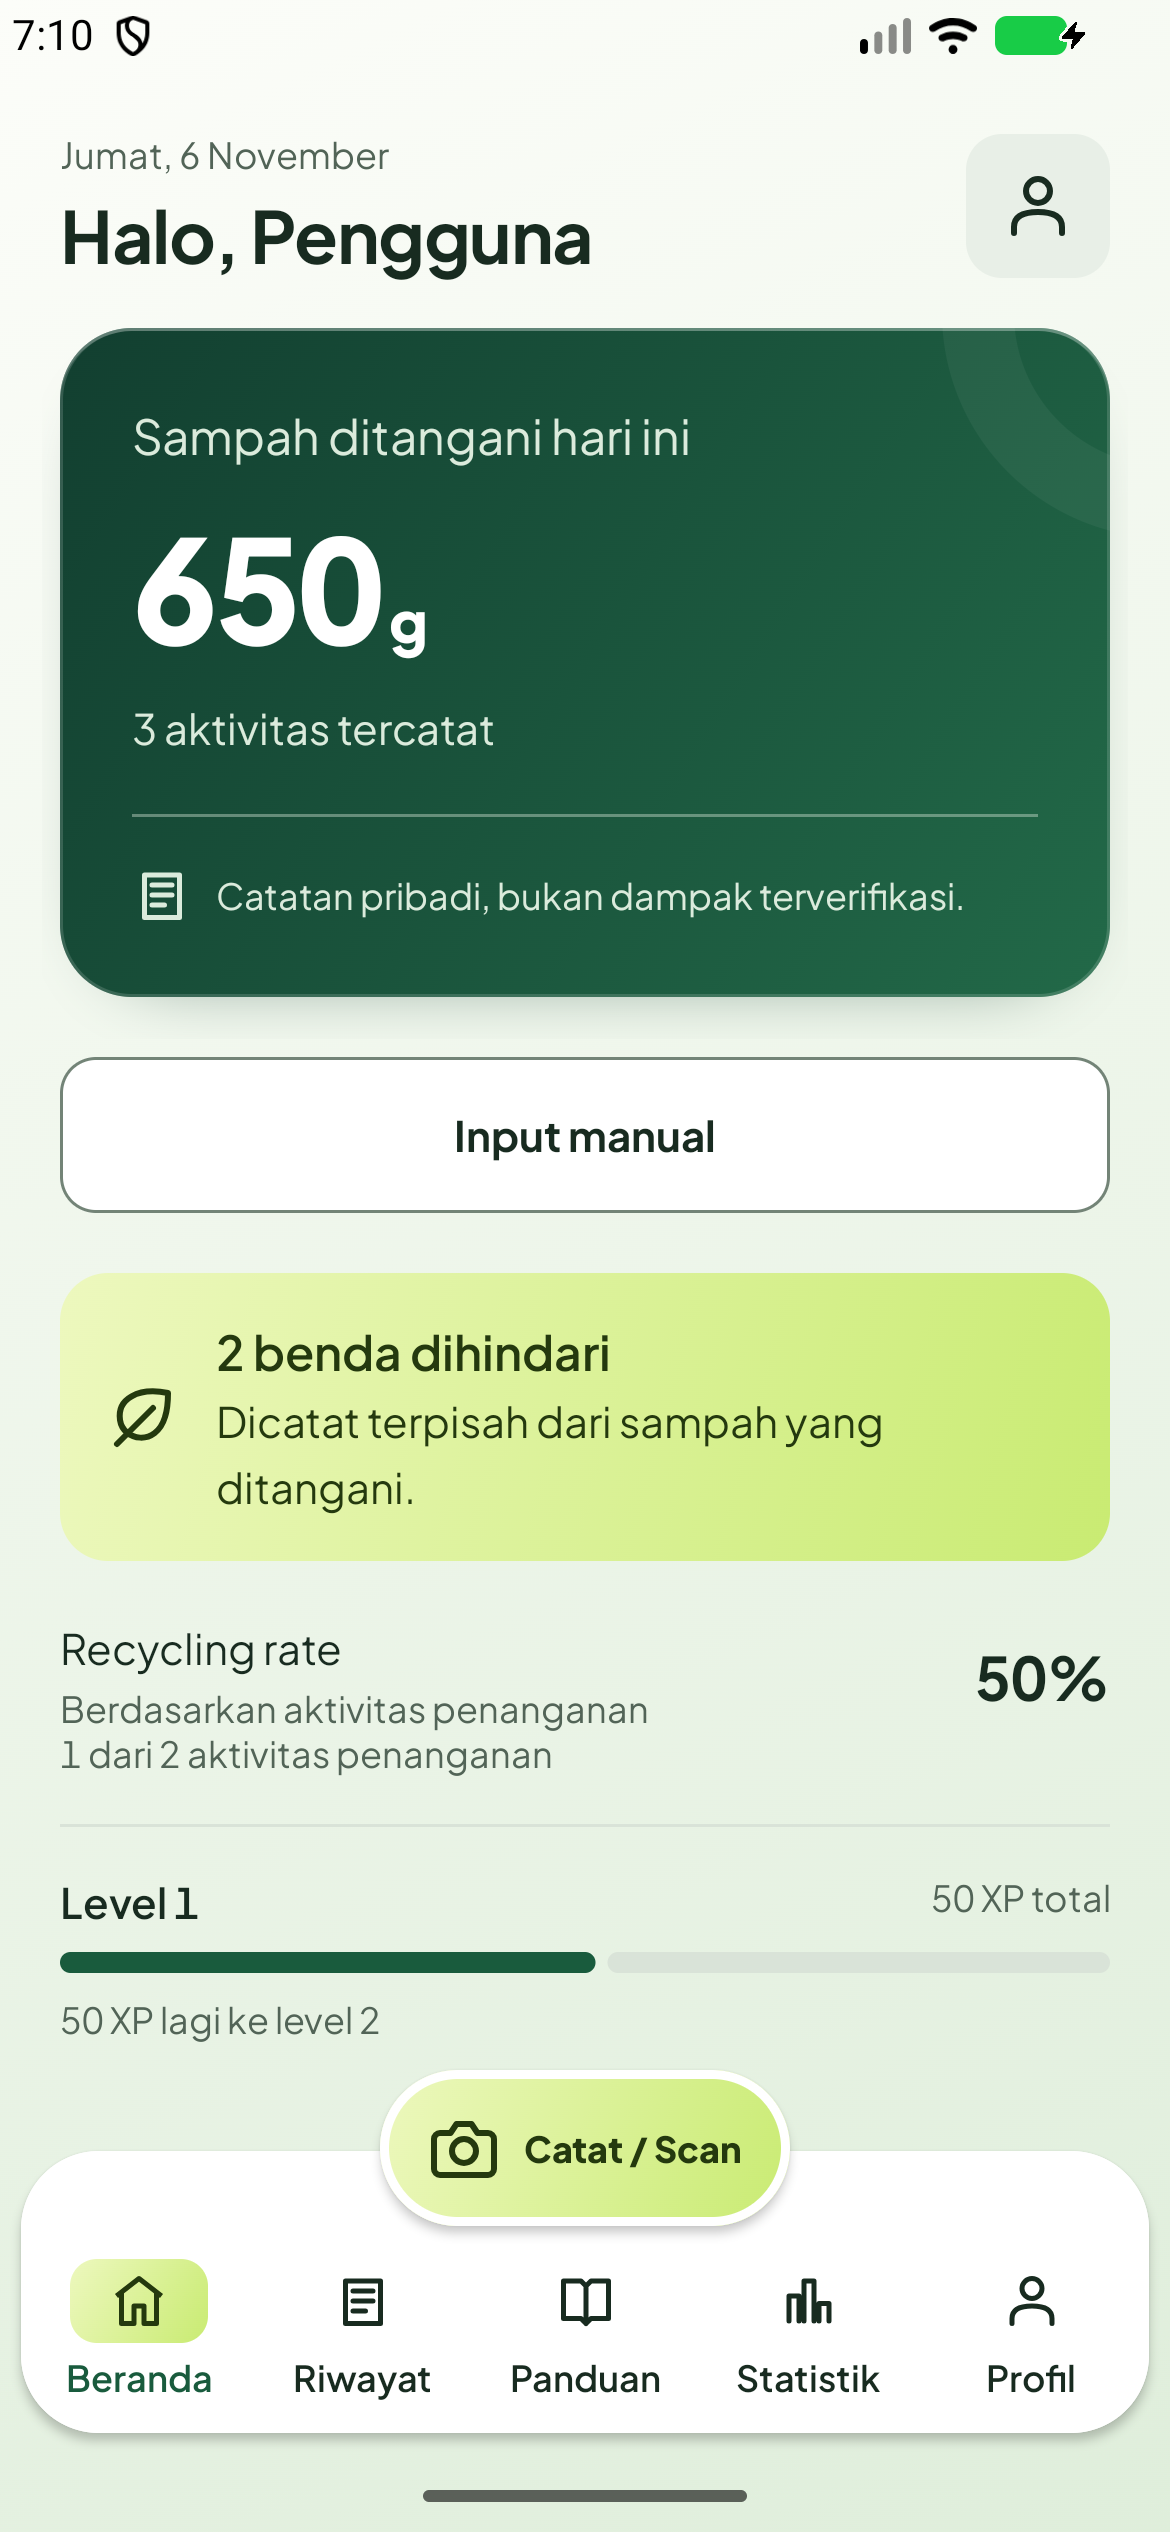 7:10
Jumat, 6 November
Halo, Pengguna
Sampah ditangani hari ini
650 g
3 aktivitas tercatat
Catatan pribadi, bukan dampak terverifikasi.
Input manual
2 benda dihindari
Dicatat terpisah dari sampah yang
ditangani.
Recycling rate
50%
Berdasarkan aktivitas penanganan
1 dari 2 aktivitas penanganan
Level 1
50 XP total
50 XP lagi ke level 2
Catat / Scan
Beranda
Riwayat
Panduan
Statistik
Profil